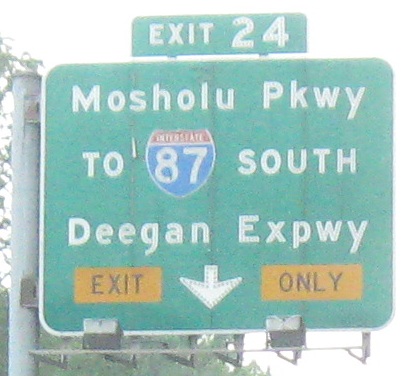 EXIT 24
Mosholu Pkwy
TO INTERSTATE 87 SOUTH
Deegan Expwy
EXIT ONLY